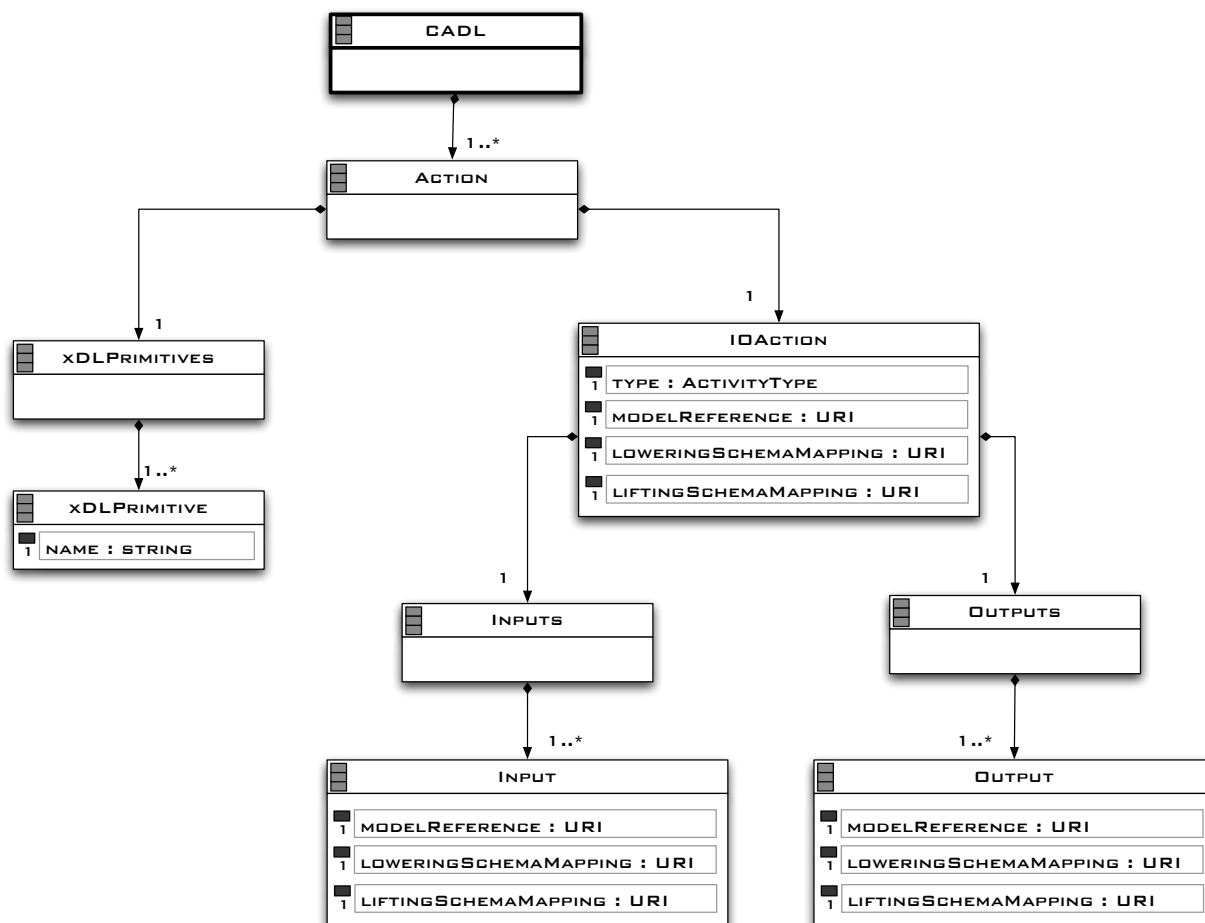 CADL
1..*
Action
1
1
xDLPrimitives
IOAction
1 type : ActivityType
1 modelReference : URI
1 loweringSchemaMapping : URI
1 liftingSchemaMapping : URI
1..*
xDLPrimitive
1 name : string
1
1
Inputs
Outputs
1..*
1..*
Input
Output
1 modelReference : URI
1 modelReference : URI
1 loweringSchemaMapping : URI
1 loweringSchemaMapping : URI
1 liftingSchemaMapping : URI
1 liftingSchemaMapping : URI